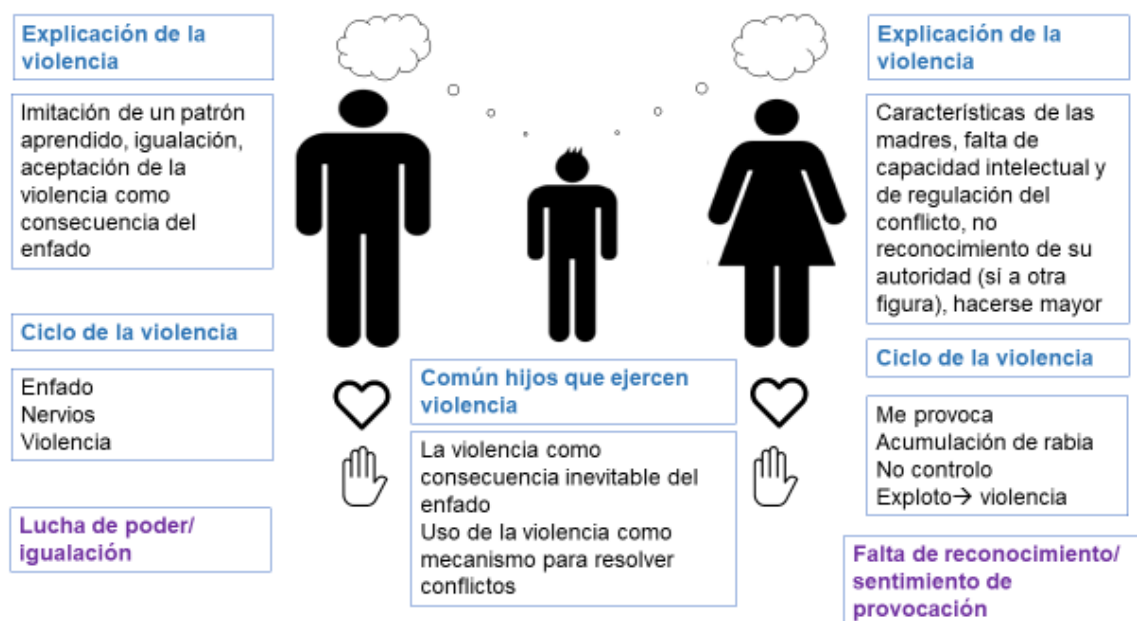 Explicación de la
violencia
Imitación de un patrón
aprendido, igualación,
aceptación de la
violencia como
consecuencia del
enfado
Ciclo de la violencia
Enfado
Nervios
Violencia
Lucha de poder/
igualación
Común hijos que ejercen
violencia
La violencia como
consecuencia inevitable del
enfado
Uso de la violencia como
mecanismo para resolver
conflictos
Explicación de la
violencia
Características de las
madres, falta de
capacidad intelectual y
de regulación del
conflicto, no
reconocimiento de su
autoridad (sí a otra
figura), hacerse mayor
Ciclo de la violencia
Me provoca
Acumulación de rabia
No controlo
Exploto→ violencia
Falta de reconocimiento/
sentimiento de
provocación